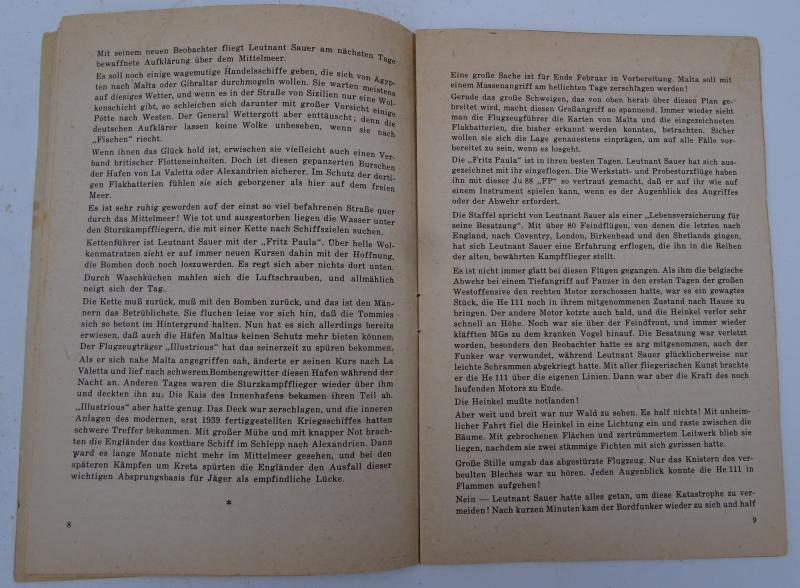 Mit seinem neuen Beobachter fliegt Leutnant Sauer am nächsten Tage
bewaffnete Aufklärung über dem Mittelmeer.
Es soll noch einige wagemutige Handelsschiffe geben, die sich von Ägyp-
ten nach Malta oder Gibraltar durchmogeln wollen. Sie warten meistens
auf diesiges Wetter, und wenn es in der Straße von Sizilien nur eine Wol-
kenschicht gibt, so schleichen sich darunter mit großer Vorsicht einige
Pötte nach Westen. Der General Wettergott aber enttäuscht; denn die
deutschen Aufklärer lassen keine Wolke unbesehen, wenn sie nach
„Fischen" riecht.
Wenn ihnen das Glück hold ist, erwischen sie vielleicht auch einen Ver-
band britischer Flotteneinheiten. Doch ist diesen gepanzerten Burschen
der Hafen von La Valetta oder Alexandrien sicherer. Im Schutz der dorti-
gen Flakbatterien fühlen sie sich geborgener als hier auf dem freien
Meer.
Es ist sehr ruhig geworden auf der einst so viel befahrenen Straße quer
durch das Mittelmeer! Wie tot und ausgestorben liegen die Wasser unter
den Sturzkampffliegern, die mit einer Kette nach Schiffszielen suchen.
Kettenführer ist Leutnant Sauer mit der „Fritz Paula". Über helle Wol-
kenmatratzen zieht er auf immer neuen Kursen dahin mit der Hoffnung,
die Bomben doch noch loszuwerden. Es regt sich aber nichts dort unten.
Durch Waschküchen mahlen sich die Luftschrauben, und allmählich
neigt sich der Tag.
Die Kette muß zurück, muß mit den Bomben zurück, und das ist den Män-
nern das Betrüblichste. Sie fluchen leise vor sich hin, daß die Tommies
sich so betont im Hintergrund halten. Nun hat es sich allerdings bereits
erwiesen, daß auch die Häfen Maltas keinen Schutz mehr bieten können.
Der Flugzeugträger „Illustrious" hat das seinerzeit zu spüren bekommen.
Als er sich nahe Malta angegriffen sah, änderte er seinen Kurs nach La
Valetta und lief nach schwerem Bombengewitter diesen Hafen während der
Nacht an. Anderen Tages waren die Sturzkampfflieger wieder über ihm
und deckten ihn zu. Die Kais des Innenhafens bekamen ihren Teil ab.
„Illustrious" aber hatte genug. Das Deck war zerschlagen, und die inneren
Anlagen des modernen, erst 1939 fertiggestellten Kriegsschiffes hatten
schwere Treffer bekommen. Mit großer Mühe und mit knapper Not brach-
ten die Engländer das kostbare Schiff im Schlepp nach Alexandrien. Dann
ward es lange Monate nicht mehr im Mittelmeer gesehen, und bei den
späteren Kämpfen um Kreta spürten die Engländer den Ausfall dieser
wichtigen Absprungsbasis für Jäger als empfindliche Lücke.
*
8
Eine große Sache ist für Ende Februar in Vorbereitung. Malta soll mit
einem Massenangriff am hellichten Tage zerschlagen werden!
Gerade das große Schweigen, das von oben herab über diesen Plan ge-
breitet wird, macht diesen Großangriff so spannend. Immer wieder sieht
man die Flugzeugführer die Karten von Malta und die eingezeichneten
Flakbatterien, die bisher erkannt werden konnten, betrachten. Sicher
wollen sie sich die Lage genauestens einprägen, um auf alle Fälle vorbe-
reitet zu sein, wenn es losgeht.
Die „Fritz Paula" ist in ihren besten Tagen. Leutnant Sauer hat sich aus-
gezeichnet mit ihr eingeflogen. Die Werkstatt- und Probesturzflüge haben
ihn mit dieser Ju 88 „FP" so vertraut gemacht, daß er auf ihr wie auf
einem Instrument spielen kann, wenn es der Augenblick des Angriffes
oder der Abwehr erfordert.
Die Staffel spricht von Leutnant Sauer als einer „Lebensversicherung für
seine Besatzung". Mit über 80 Feindflügen, von denen die letzten nach
England, nach Coventry, London, Birkenhead und den Shetlands gingen,
hat sich Leutnant Sauer eine Erfahrung erflogen, die ihn in die Reihen
der alten, bewährten Kampfflieger stellt.
Es ist nicht immer glatt bei diesen Flügen gegangen. Als ihm die belgische
Abwehr bei einem Tiefangriff auf Panzer in den ersten Tagen der großen
Westoffensive den rechten Motor zerschossen hatte, war es ein gewagtes
Stück, die He 111 noch in ihrem mitgenommenen Zustand nach Hause zu
bringen. Der andere Motor kotzte auch bald, und die Heinkel verlor sehr
schnell an Höhe. Noch war sie über der Feindfront, und immer wieder
kläfften MGs zu dem kranken Vogel hinauf. Die Besatzung war verletzt
worden, besonders den Beobachter hatte es arg mitgenommen, auch der
Funker war verwundet, während Leutnant Sauer glücklicherweise nur
leichte Schrammen abgekriegt hatte. Mit aller fliegerischen Kunst brachte
er die He 111 über die eigenen Linien. Dann war aber die Kraft des noch
laufenden Motors zu Ende.
Die Heinkel mußte notlanden!
Aber weit und breit war nur Wald zu sehen. Es half nichts! Mit unheim-
licher Fahrt fiel die Heinkel in eine Lichtung ein und raste zwischen die
Bäume. Mit gebrochenen Flächen und zertrümmertem Leitwerk blieb sie
liegen, nachdem sie zwei stämmige Fichten mit sich gerissen hatte.
Große Stille umgab das abgestürzte Flugzeug. Nur das Knistern des ver-
beulten Bleches war zu hören. Jeden Augenblick konnte die He 111 in
Flammen aufgehen!
Nein — Leutnant Sauer hatte alles getan, um diese Katastrophe zu ver-
meiden! Nach kurzen Minuten kam der Bordfunker wieder zu sich und half
9